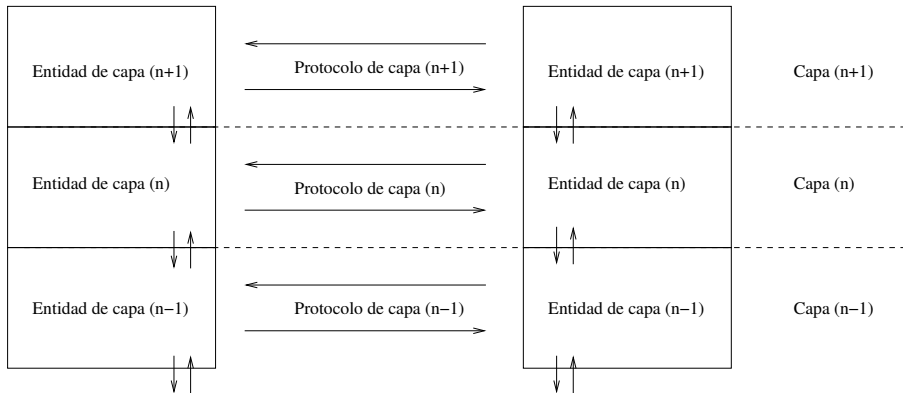 Entidad de capa (n+1)
Protocolo de capa (n+1)
Entidad de capa (n+1)
Capa (n+1)
Entidad de capa (n)
Protocolo de capa (n)
Entidad de capa (n)
Capa (n)
Entidad de capa (n−1)
Protocolo de capa (n−1)
Entidad de capa (n−1)
Capa (n−1)